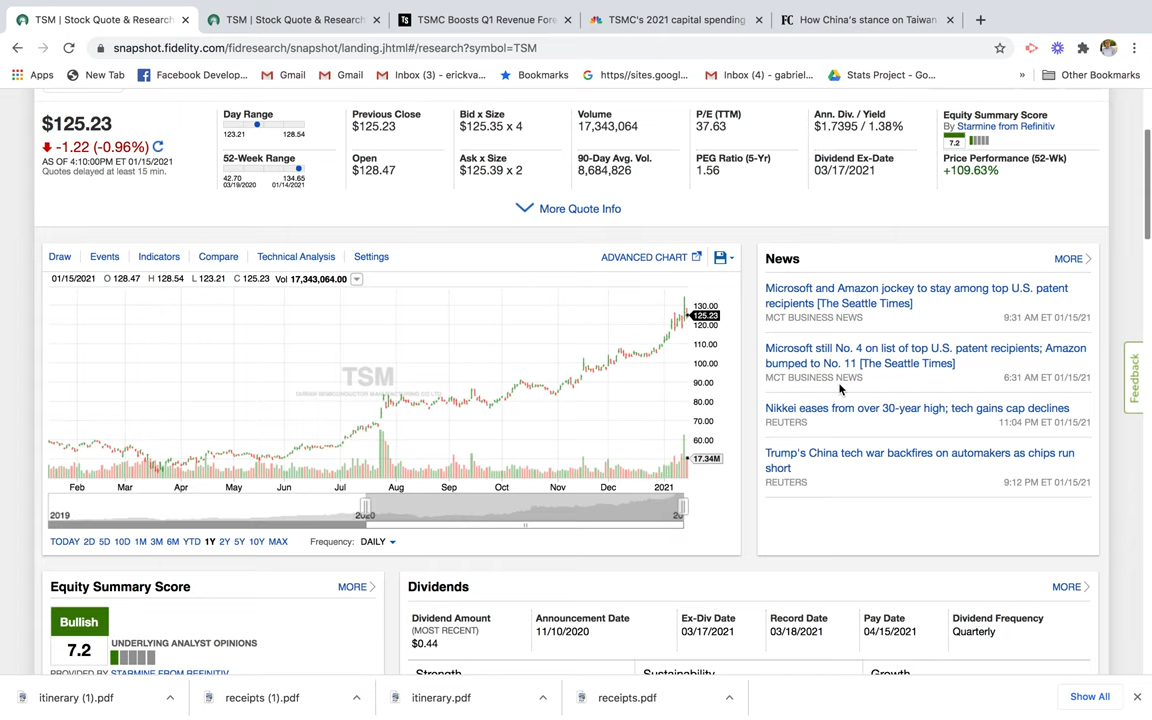 TSM | Stock Quote & Research
TSM | Stock Quote & Research
TSMC Boosts Q1 Revenue Fore
TSMC's 2021 capital spending
How China's stance on Taiwan
snapshot.fidelity.com/fidresearch/snapshot/landing.jhtml#/research?symbol=TSM
Apps
New Tab
Facebook Develop...
Gmail
Gmail
Inbox (3) - erickva...
Bookmarks
https//sites.googl...
Inbox (4) - gabriel...
Stats Project - Go...
»
Other Bookmarks
$125.23
-1.22 (-0.96%)
AS OF 4:10:00PM ET 01/15/2021
Quotes delayed at least 15 min.
Day Range
123.21 128.54
52-Week Range
42.70 134.65
03/19/2020 01/14/2021
Previous Close
$125.23
Open
$128.47
Bid x Size
$125.35 x 4
Ask x Size
$125.39 x 2
Volume
17,343,064
90-Day Avg. Vol.
8,684,826
P/E (TTM)
37.63
PEG Ratio (5-Yr)
1.56
Ann. Div. / Yield
$1.7395 / 1.38%
Dividend Ex-Date
03/17/2021
Equity Summary Score
By Starmine from Refinitiv
7.2
Price Performance (52-Wk)
+109.63%
More Quote Info
Draw Events Indicators Compare Technical Analysis Settings
ADVANCED CHART
01/15/2021 O 128.47 H 128.54 L 123.21 C 125.23 Vol 17,343,064.00
130.00
125.23
120.00
110.00
100.00
90.00
80.00
70.00
60.00
17.34M
TSM
TAIWAN SEMICONDUCTOR MANUFACTURING CO LTD
Feb Mar Apr May Jun Jul Aug Sep Oct Nov Dec 2021
2019 2020 20
TODAY 2D 5D 10D 1M 3M 6M YTD 1Y 2Y 5Y 10Y MAX Frequency: DAILY
News
MORE
Microsoft and Amazon jockey to stay among top U.S. patent
recipients [The Seattle Times]
MCT BUSINESS NEWS 9:31 AM ET 01/15/21
Microsoft still No. 4 on list of top U.S. patent recipients; Amazon
bumped to No. 11 [The Seattle Times]
MCT BUSINESS NEWS 6:31 AM ET 01/15/21
Nikkei eases from over 30-year high; tech gains cap declines
REUTERS 11:04 PM ET 01/15/21
Trump's China tech war backfires on automakers as chips run
short
REUTERS 9:12 PM ET 01/15/21
Feedback
Equity Summary Score
MORE
Bullish
7.2
UNDERLYING ANALYST OPINIONS
PROVIDED BY STARMINE FROM REFINITIV
Dividends
MORE
Dividend Amount
(MOST RECENT)
$0.44
Announcement Date
11/10/2020
Ex-Div Date
03/17/2021
Record Date
03/18/2021
Pay Date
04/15/2021
Dividend Frequency
Quarterly
Strength Sustainability Growth
itinerary (1).pdf
receipts (1).pdf
itinerary.pdf
receipts.pdf
Show All